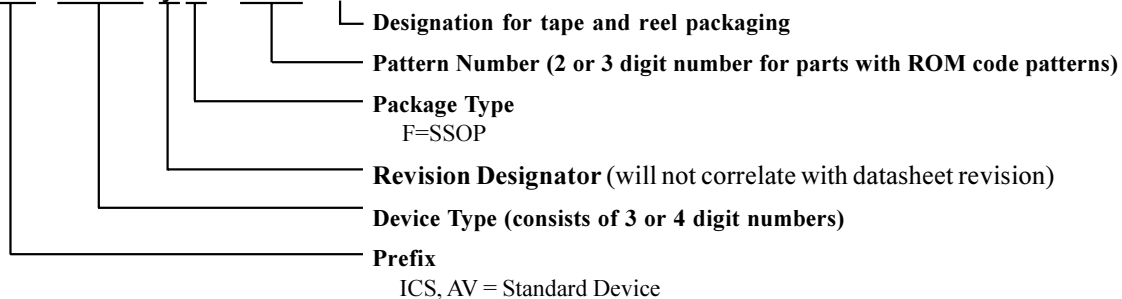 Designation for tape and reel packaging
Pattern Number (2 or 3 digit number for parts with ROM code patterns)
Package Type
F=SSOP
Revision Designator (will not correlate with datasheet revision)
Device Type (consists of 3 or 4 digit numbers)
Prefix
ICS, AV = Standard Device